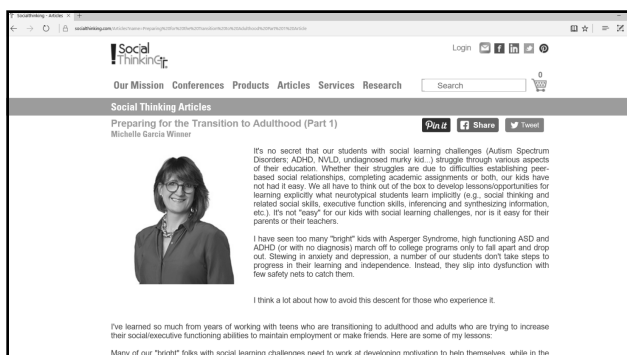 Socialthinking - Articles
socialthinking.com
Social
Thinking
Login
Our Mission Conferences Products Articles Services Research
Search
0
Social Thinking Articles
Preparing for the Transition to Adulthood (Part 1)
Michelle Garcia Winner
Pin it
Share
Tweet
It's no secret that our students with social learning challenges (Autism Spectrum
Disorders; ADHD, NVLD, undiagnosed murky kid...) struggle through various aspects
of their education. Whether their struggles are due to difficulties establishing peer-
based social relationships, completing academic assignments or both, our kids have
not had it easy. We all have to think out of the box to develop lessons/opportunities for
learning explicitly what neurotypical students learn implicitly (e.g., social thinking and
related social skills, executive function skills, inferencing and synthesizing information,
etc.). It's not "easy" for our kids with social learning challenges, nor is it easy for their
parents or their teachers.
I have seen too many "bright" kids with Asperger Syndrome, high functioning ASD and
ADHD (or with no diagnosis) march off to college programs only to fall apart and drop
out. Stewing in anxiety and depression, a number of our students don't take steps to
progress in their learning and independence. Instead, they slip into dysfunction with
few safety nets to catch them.
I think a lot about how to avoid this descent for those who experience it.
I've learned so much from years of working with teens who are transitioning to adulthood and adults who are trying to increase
their social/executive functioning abilities to maintain employment or make friends. Here are some of my lessons:
Many of our "bright" folks with social learning challenges need to work at developing motivation to help themselves, while in the